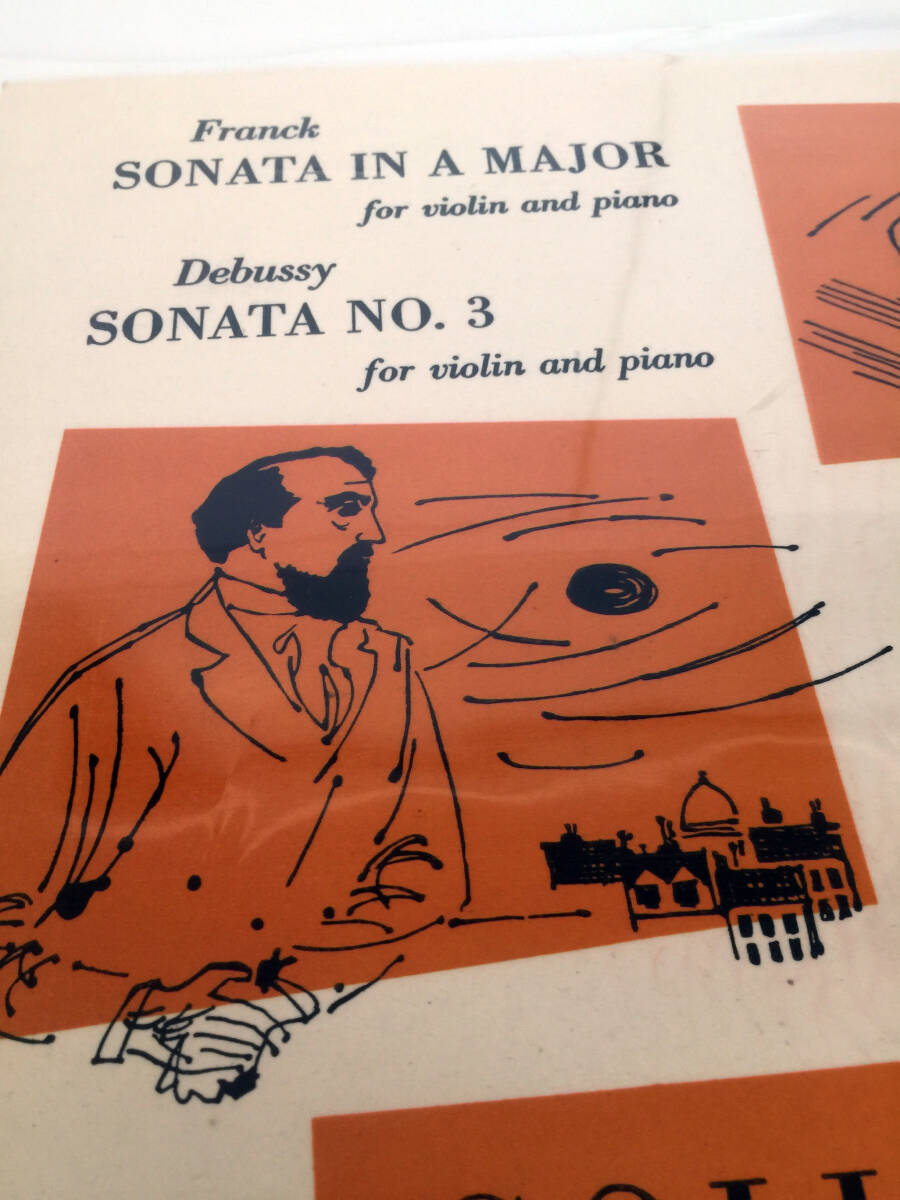 Franck
SONATA IN A MAJOR
for violin and piano
Debussy
SONATA NO. 3
for violin and piano